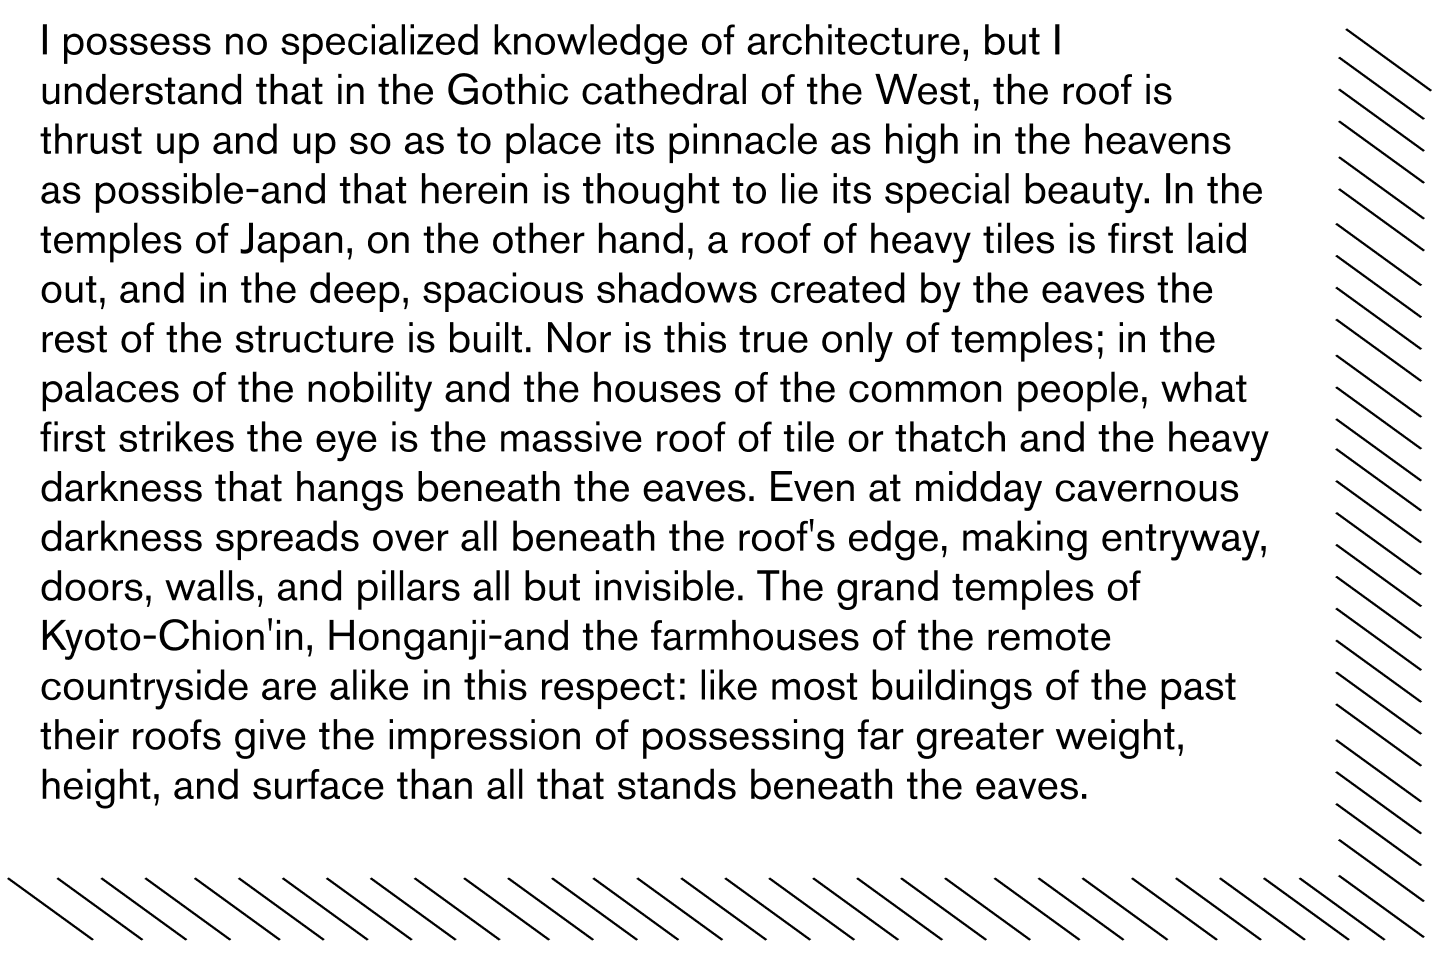 I possess no specialized knowledge of architecture, but I
understand that in the Gothic cathedral of the West, the roof is
thrust up and up so as to place its pinnacle as high in the heavens
as possible-and that herein is thought to lie its special beauty. In the
temples of Japan, on the other hand, a roof of heavy tiles is first laid
out, and in the deep, spacious shadows created by the eaves the
rest of the structure is built. Nor is this true only of temples; in the
palaces of the nobility and the houses of the common people, what
first strikes the eye is the massive roof of tile or thatch and the heavy
darkness that hangs beneath the eaves. Even at midday cavernous
darkness spreads over all beneath the roof's edge, making entryway,
doors, walls, and pillars all but invisible. The grand temples of
Kyoto-Chion'in, Honganji-and the farmhouses of the remote
countryside are alike in this respect: like most buildings of the past
their roofs give the impression of possessing far greater weight,
height, and surface than all that stands beneath the eaves.